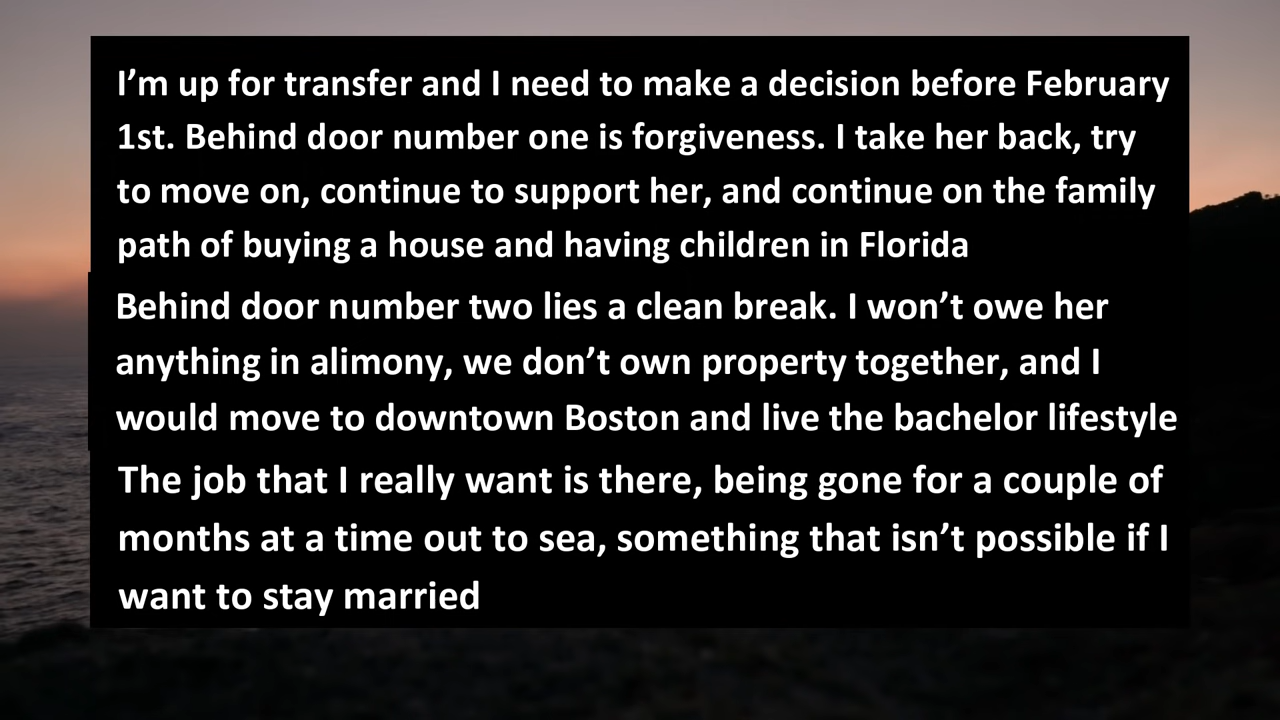 I’m up for transfer and I need to make a decision before February
1st. Behind door number one is forgiveness. I take her back, try
to move on, continue to support her, and continue on the family
path of buying a house and having children in Florida
Behind door number two lies a clean break. I won’t owe her
anything in alimony, we don’t own property together, and I
would move to downtown Boston and live the bachelor lifestyle
The job that I really want is there, being gone for a couple of
months at a time out to sea, something that isn’t possible if I
want to stay married